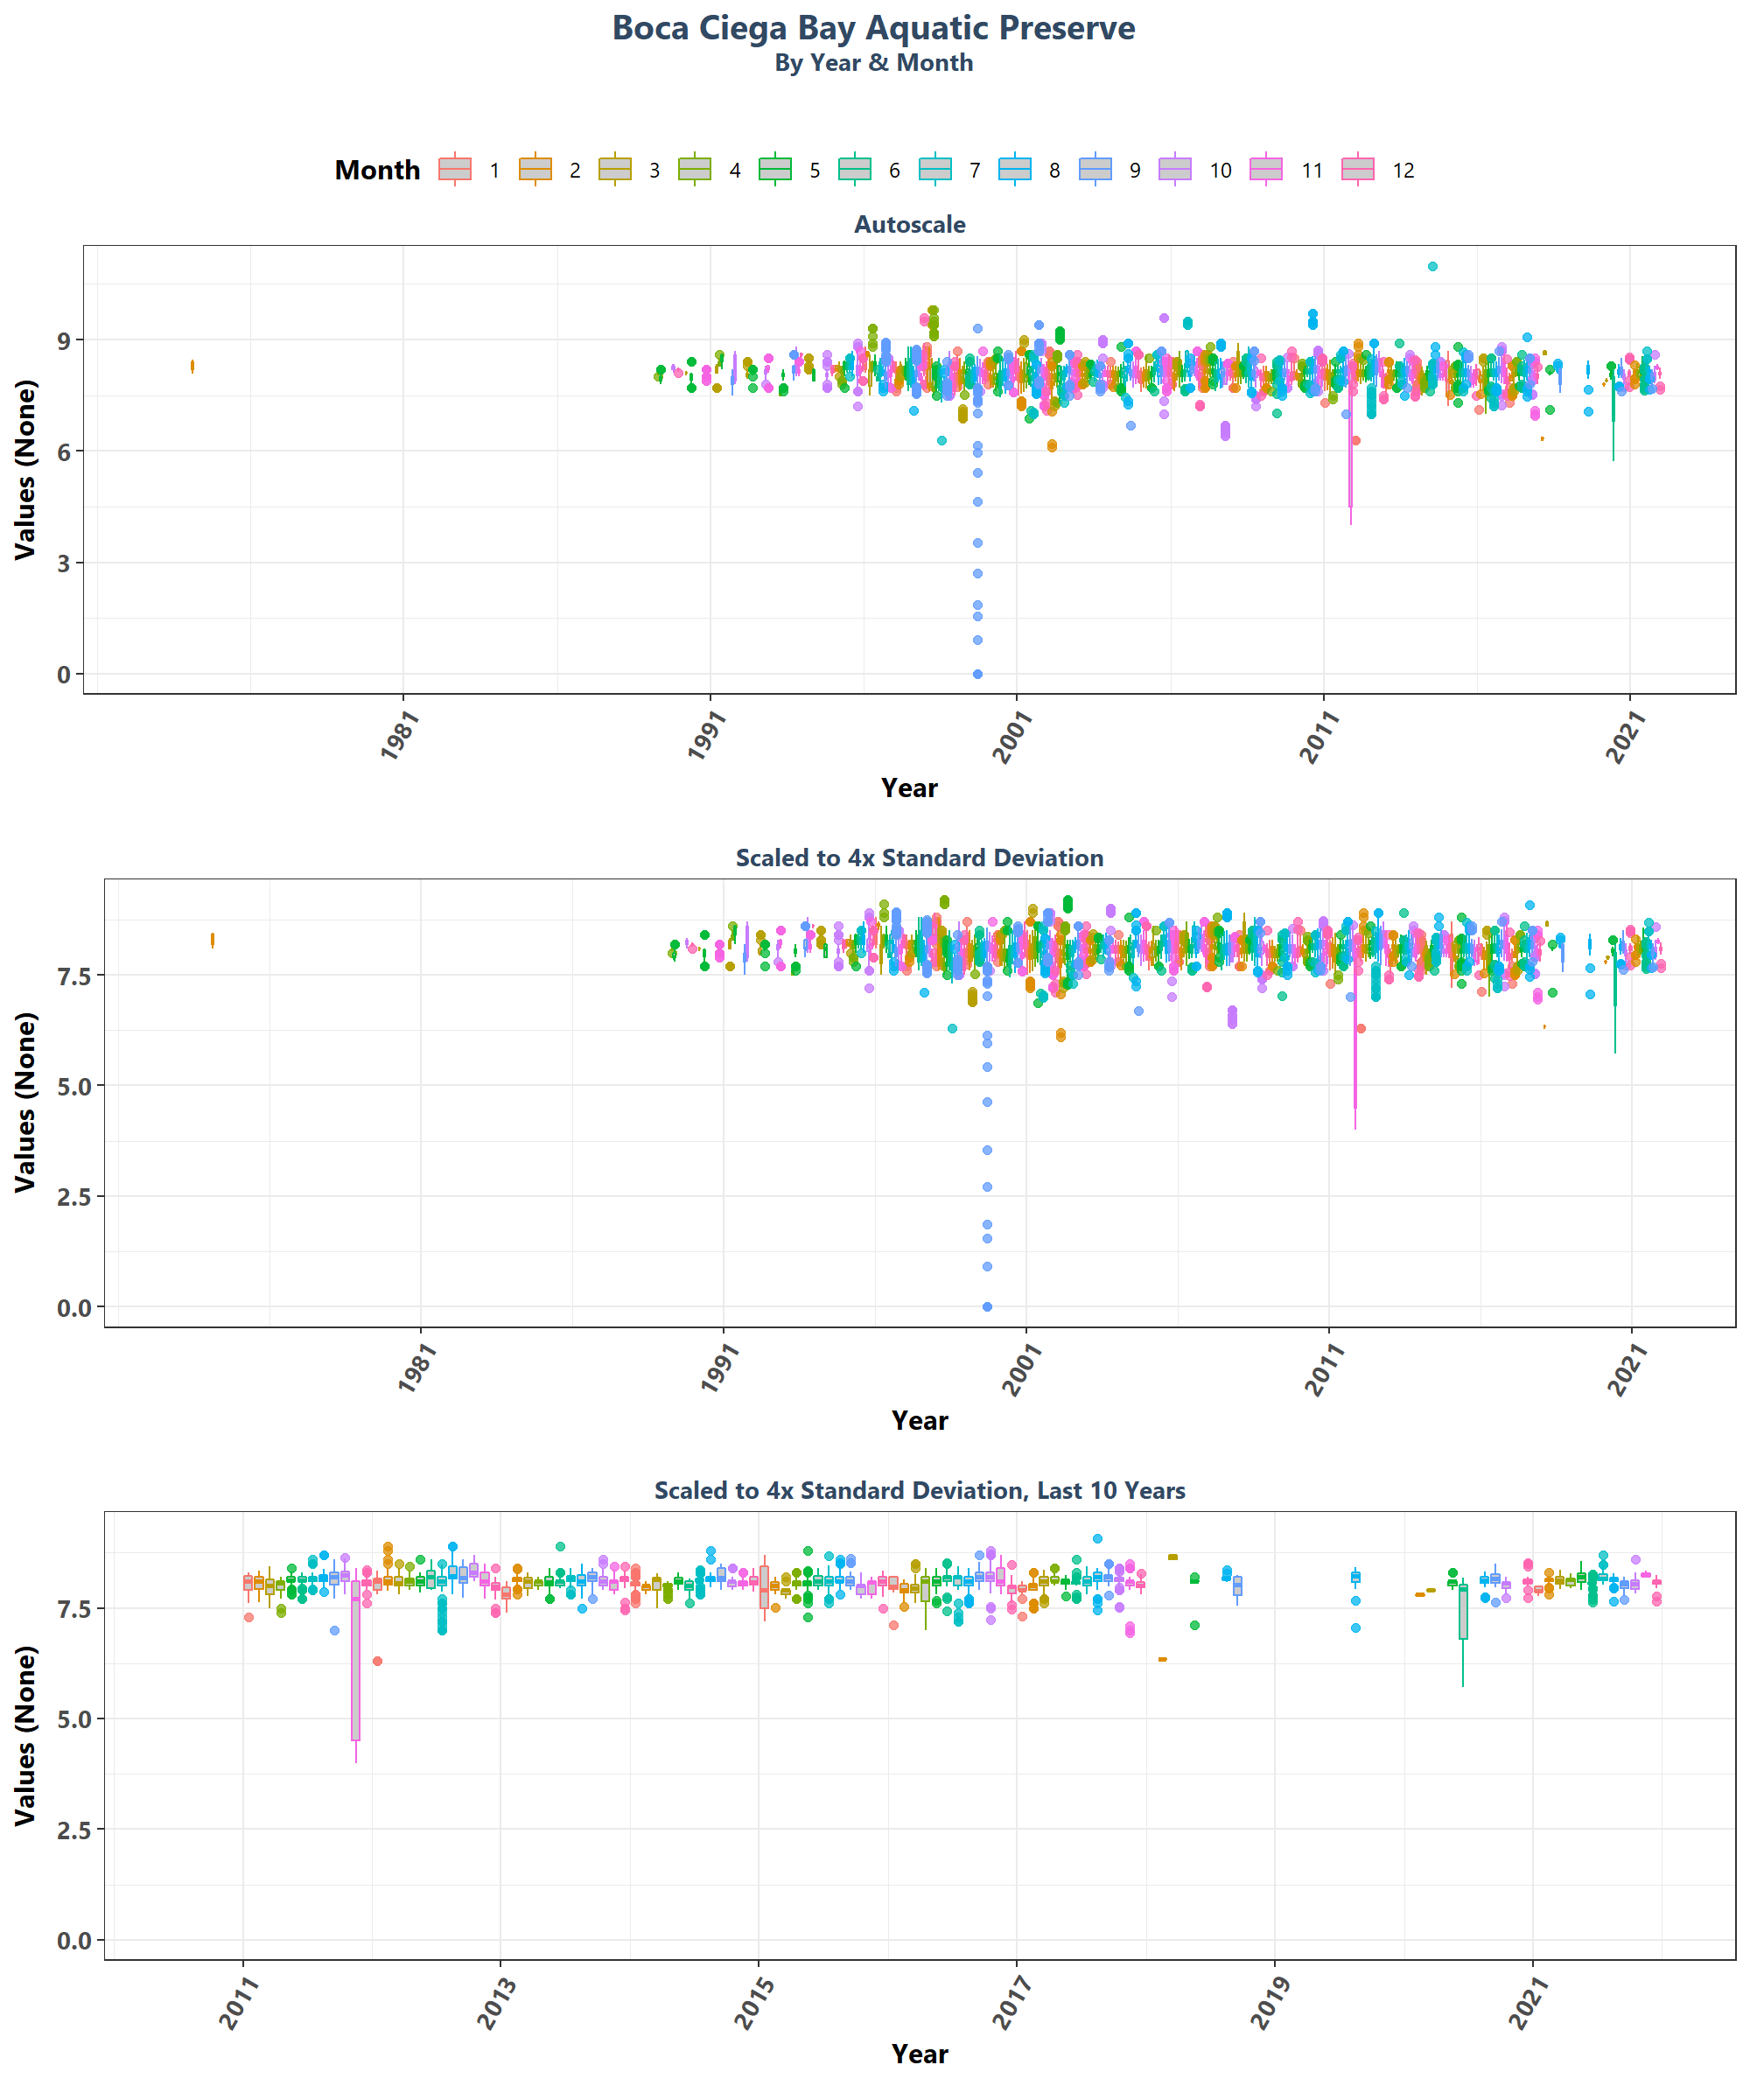 Boca Ciega Bay Aquatic Preserve
By Year & Month
Month 1 2 3 4 5 6 7 8 9 10 11 12
Autoscale
Values (None)
9
6
3
0
1981 1991 2001 2011 2021
Year
Scaled to 4x Standard Deviation
Values (None)
7.5
5.0
2.5
0.0
1981 1991 2001 2011 2021
Year
Scaled to 4x Standard Deviation, Last 10 Years
Values (None)
7.5
5.0
2.5
0.0
2011 2013 2015 2017 2019 2021
Year